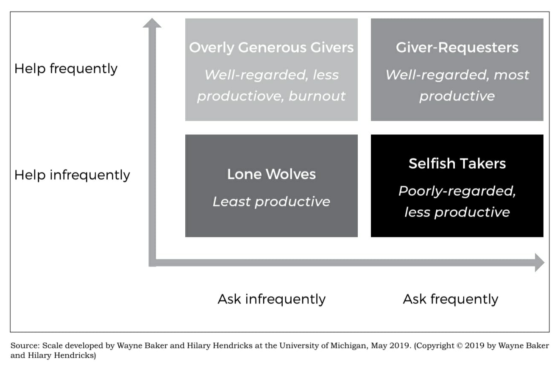 Help frequently
Overly Generous Givers
Well-regarded, less
productiove, burnout
Giver-Requesters
Well-regarded, most
productive
Help infrequently
Lone Wolves
Least productive
Selfish Takers
Poorly-regarded,
less productive
Ask infrequently
Ask frequently
Source: Scale developed by Wayne Baker and Hilary Hendricks at the University of Michigan, May 2019. (Copyright © 2019 by Wayne Baker
and Hilary Hendricks)